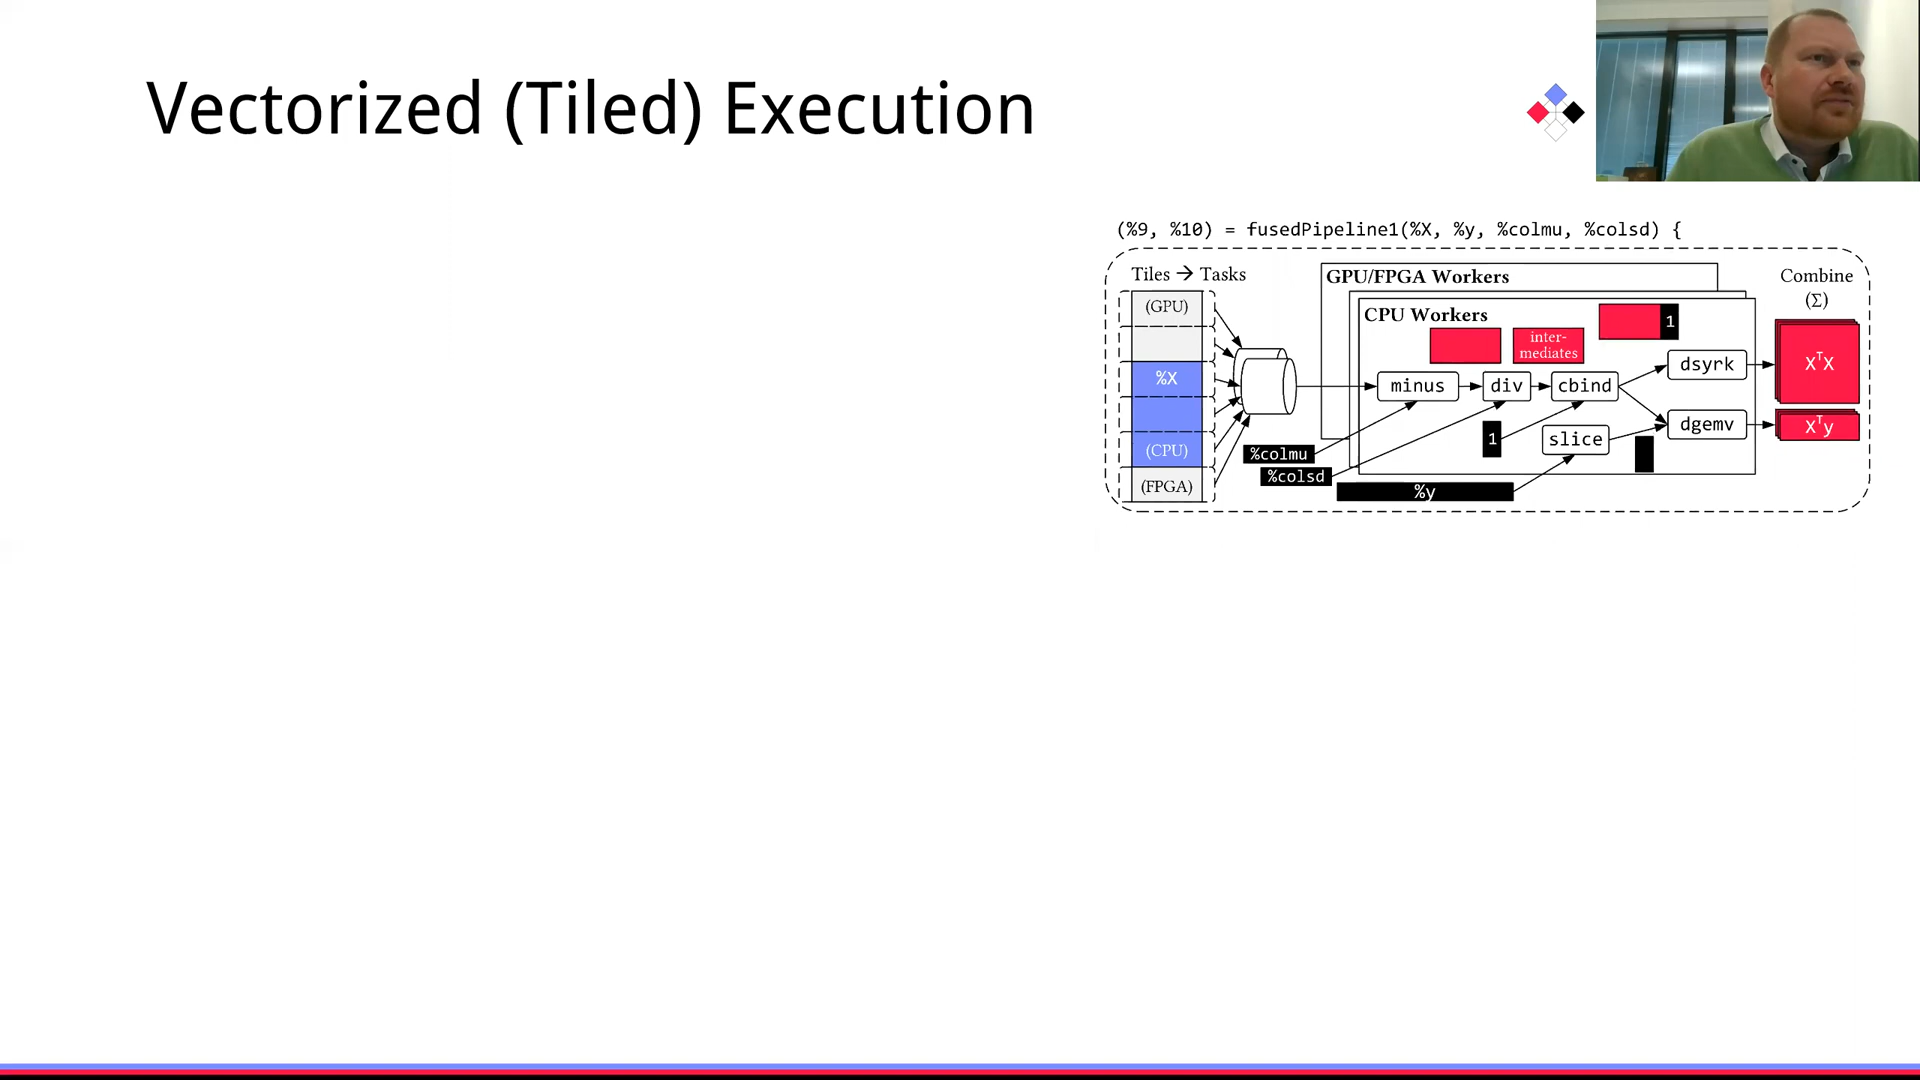 Vectorized (Tiled) Execution
(%9, %10) = fusedPipeline1(%X, %y, %colmu, %colsd) {
Tiles → Tasks
GPU/FPGA Workers
Combine
(Σ)
(GPU)
CPU Workers
1
inter-
mediates
dsyrk
XᵀX
%X
minus
div
cbind
dgemv
Xᵀy
1
slice
(CPU)
%colmu
%colsd
(FPGA)
%y